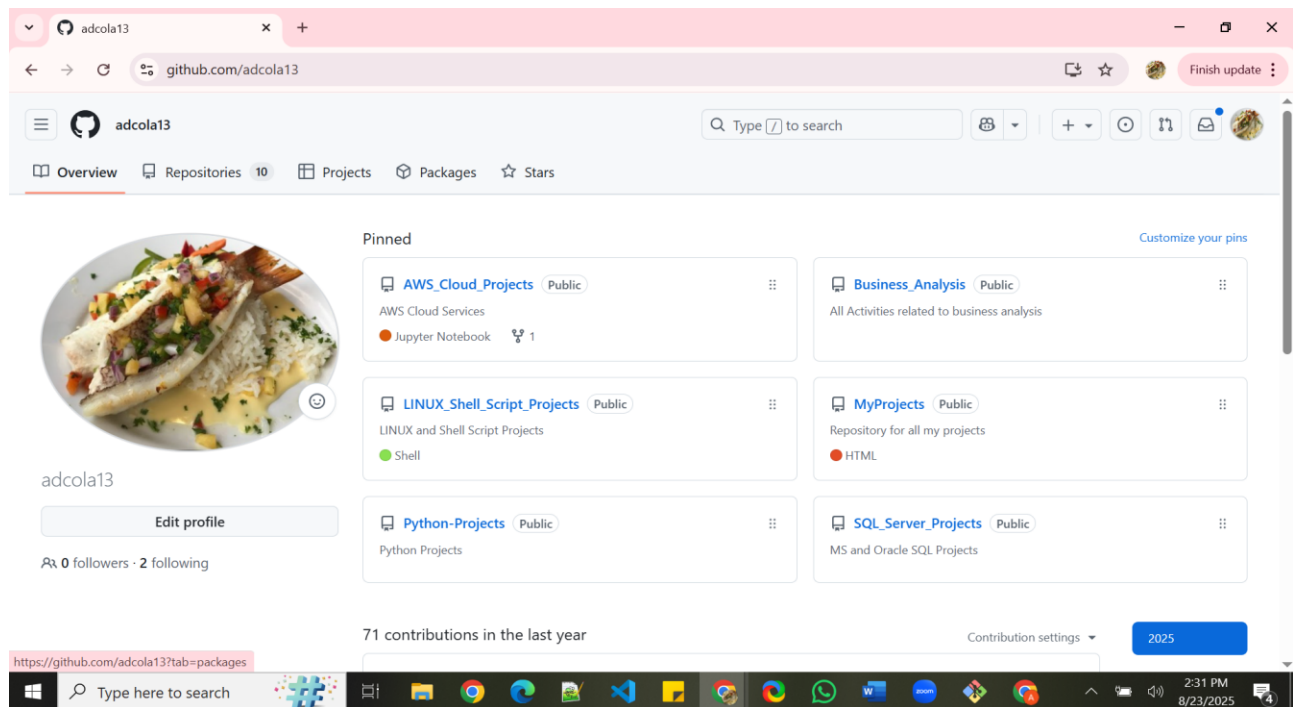 adcola13
github.com/adcola13
Finish update
adcola13
Type / to search
Overview Repositories 10 Projects Packages Stars
Pinned
Customize your pins
AWS_Cloud_Projects Public
AWS Cloud Services
Jupyter Notebook 1
Business_Analysis Public
All Activities related to business analysis
LINUX_Shell_Script_Projects Public
LINUX and Shell Script Projects
Shell
MyProjects Public
Repository for all my projects
HTML
Python-Projects Public
Python Projects
SQL_Server_Projects Public
MS and Oracle SQL Projects
adcola13
Edit profile
0 followers · 2 following
71 contributions in the last year
Contribution settings
2025
https://github.com/adcola13?tab=packages
Type here to search
zoom
2:31 PM
8/23/2025
4